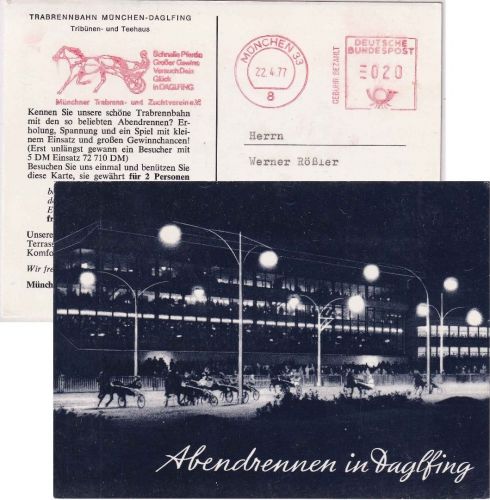 TRABRENNBAHN MÜNCHEN-DAGLFING
Tribünen- und Teehaus
Schnelle Pferde
Großer Gewinn
Versuch Dein
Glück
in DAGLFING
Münchner Trabrenn- und Zuchtverein e.V.
MÜNCHEN 33
22.4.77
8
GEBÜHR BEZAHLT
DEUTSCHE
BUNDESPOST
020
Kennen Sie unsere schöne Trabrennbahn
mit den so beliebten Abendrennen? Er-
holung, Spannung und ein Spiel mit klei-
nem Einsatz und großen Gewinnchancen!
(Erst unlängst gewann ein Besucher mit
5 DM Einsatz 72 710 DM)
Besuchen Sie uns einmal und benützen Sie
diese Karte, sie gewährt für 2 Personen
Herrn
Werner Rößier
Unsere
Terrass
Komfo
Wir fre
Münch
Abendrennen in Daglfing